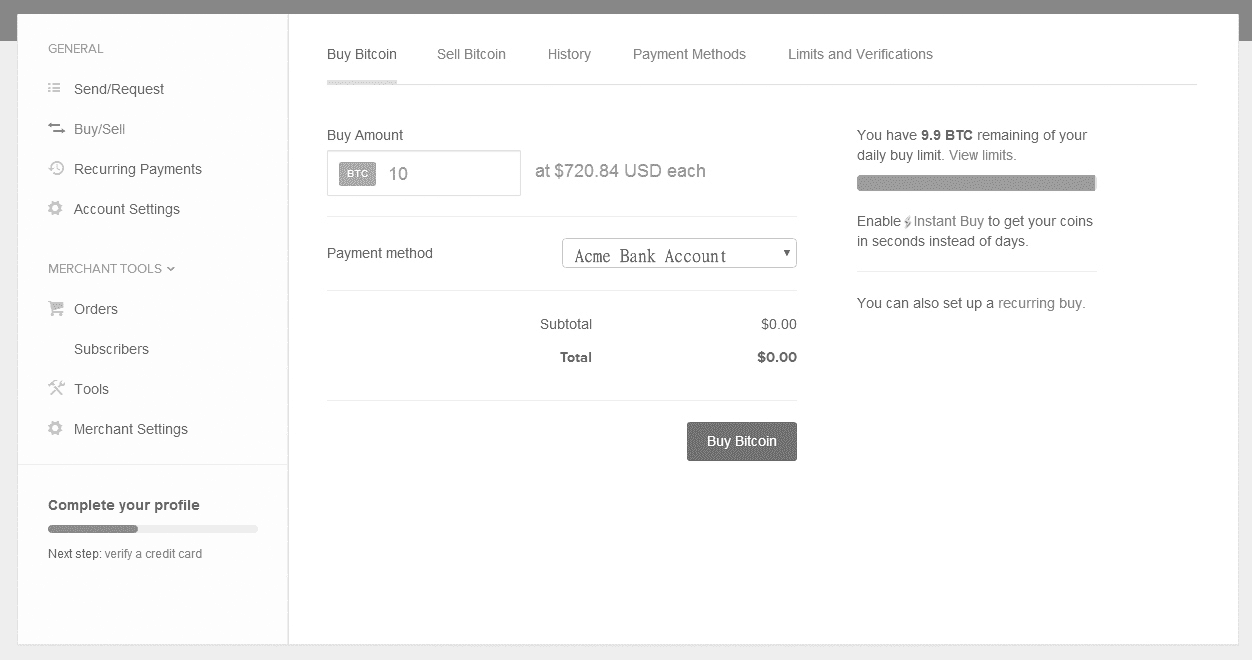 GENERAL
Send/Request
Buy/Sell
Recurring Payments
Account Settings
MERCHANT TOOLS
Orders
Subscribers
Tools
Merchant Settings
Complete your profile
Next step: verify a credit card
Buy Bitcoin Sell Bitcoin History Payment Methods Limits and Verifications
Buy Amount
BTC 10 at $720.84 USD each
Payment method Acme Bank Account
Subtotal $0.00
Total $0.00
Buy Bitcoin
You have 9.9 BTC remaining of your
daily buy limit. View limits.
Enable Instant Buy to get your coins
in seconds instead of days.
You can also set up a recurring buy.